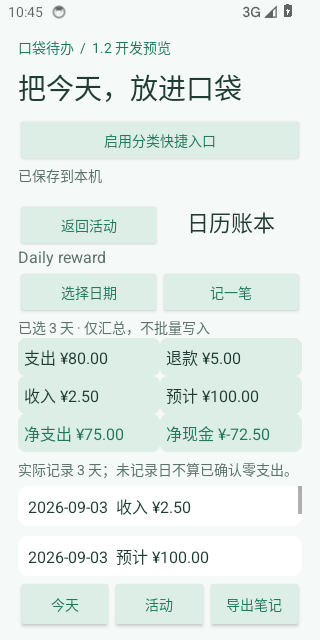 10:45
3G
口袋待办 / 1.2 开发预览
把今天，放进口袋
启用分类快捷入口
已保存到本机
返回活动
日历账本
Daily reward
选择日期
记一笔
已选 3 天 · 仅汇总，不批量写入
支出 ¥80.00
退款 ¥5.00
收入 ¥2.50
预计 ¥100.00
净支出 ¥75.00
净现金 ¥-72.50
实际记录 3 天；未记录日不算已确认零支出。
2026-09-03 收入 ¥2.50
2026-09-03 预计 ¥100.00
今天
活动
导出笔记